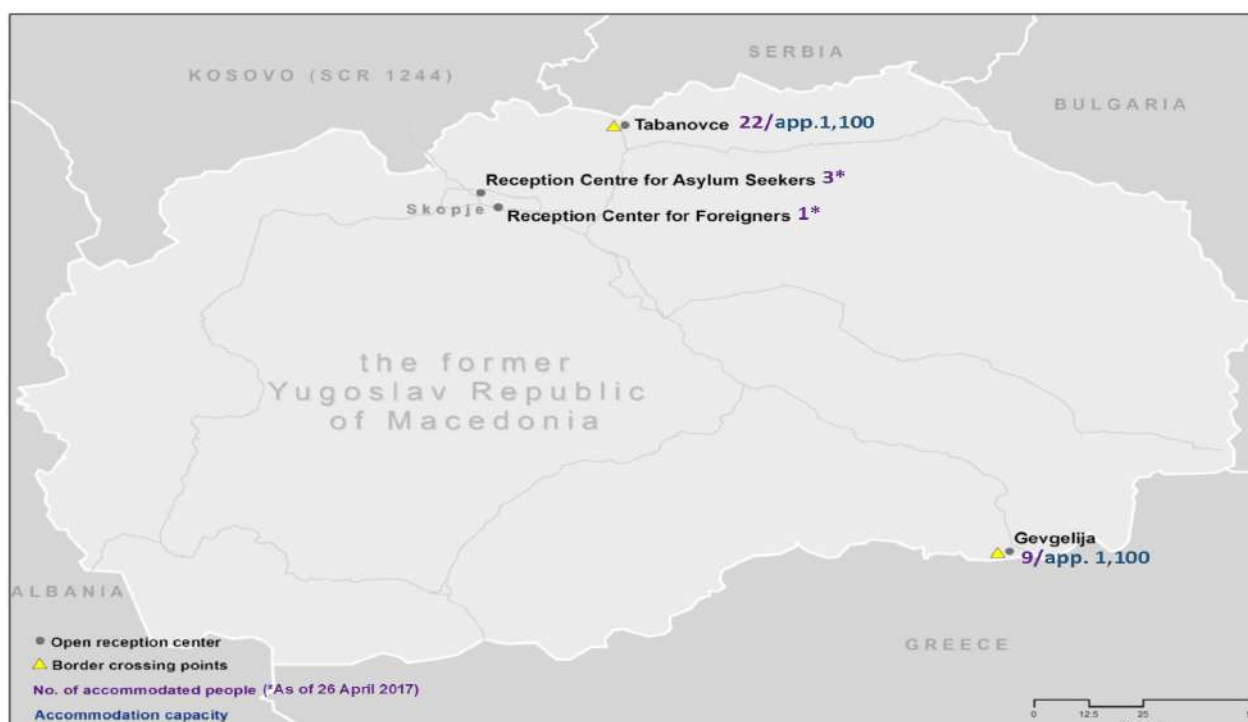 SERBIA
KOSOVO (SCR 1244)
BULGARIA
Tabanovce 22/app.1,100
Reception Centre for Asylum Seekers 3*
Skopje
Reception Center for Foreigners 1*
the former
Yugoslav Republic
of Macedonia
Gevgelija
9/app. 1,100
ALBANIA
GREECE
Open reception center
Border crossing points
No. of accommodated people (*As of 26 April 2017)
Accommodation capacity
0 12.5 25